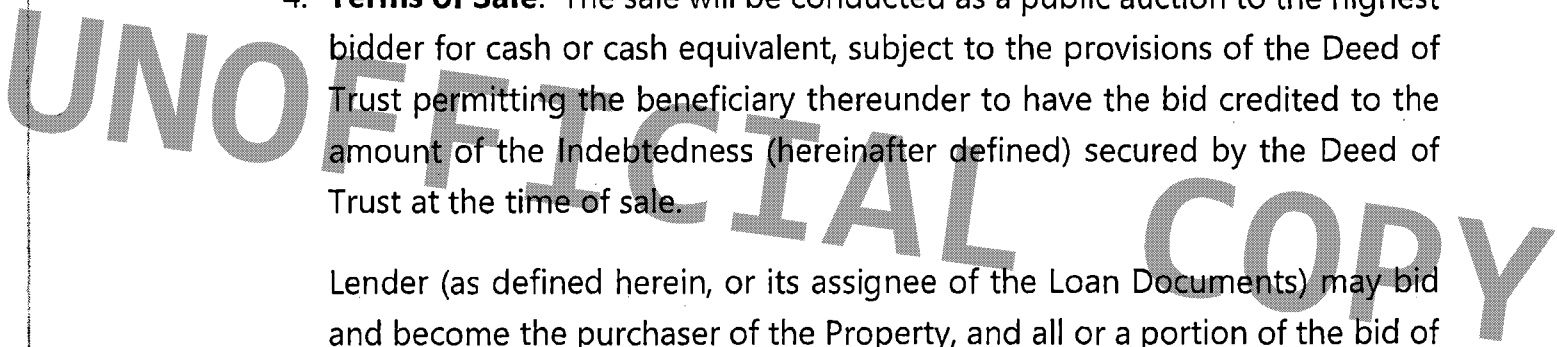 4. Terms of Sale. The sale will be conducted as a public auction to the highest
bidder for cash or cash equivalent, subject to the provisions of the Deed of
Trust permitting the beneficiary thereunder to have the bid credited to the
amount of the Indebtedness (hereinafter defined) secured by the Deed of
Trust at the time of sale.
Lender (as defined herein, or its assignee of the Loan Documents) may bid
and become the purchaser of the Property, and all or a portion of the bid of
UNOFFICIAL COPY